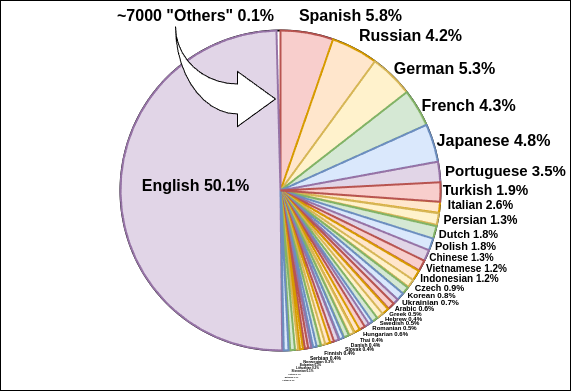 ~7000 "Others" 0.1%
Spanish 5.8%
Russian 4.2%
German 5.3%
French 4.3%
Japanese 4.8%
Portuguese 3.5%
Turkish 1.9%
Italian 2.6%
Persian 1.3%
Dutch 1.8%
Polish 1.8%
Chinese 1.3%
Vietnamese 1.2%
Indonesian 1.2%
Czech 0.9%
Korean 0.8%
Ukrainian 0.7%
Arabic 0.6%
Greek 0.5%
Hebrew 0.4%
Swedish 0.5%
Romanian 0.5%
Hungarian 0.6%
Thai 0.4%
Danish 0.4%
Slovak 0.4%
Finnish 0.4%
Serbian 0.4%
English 50.1%